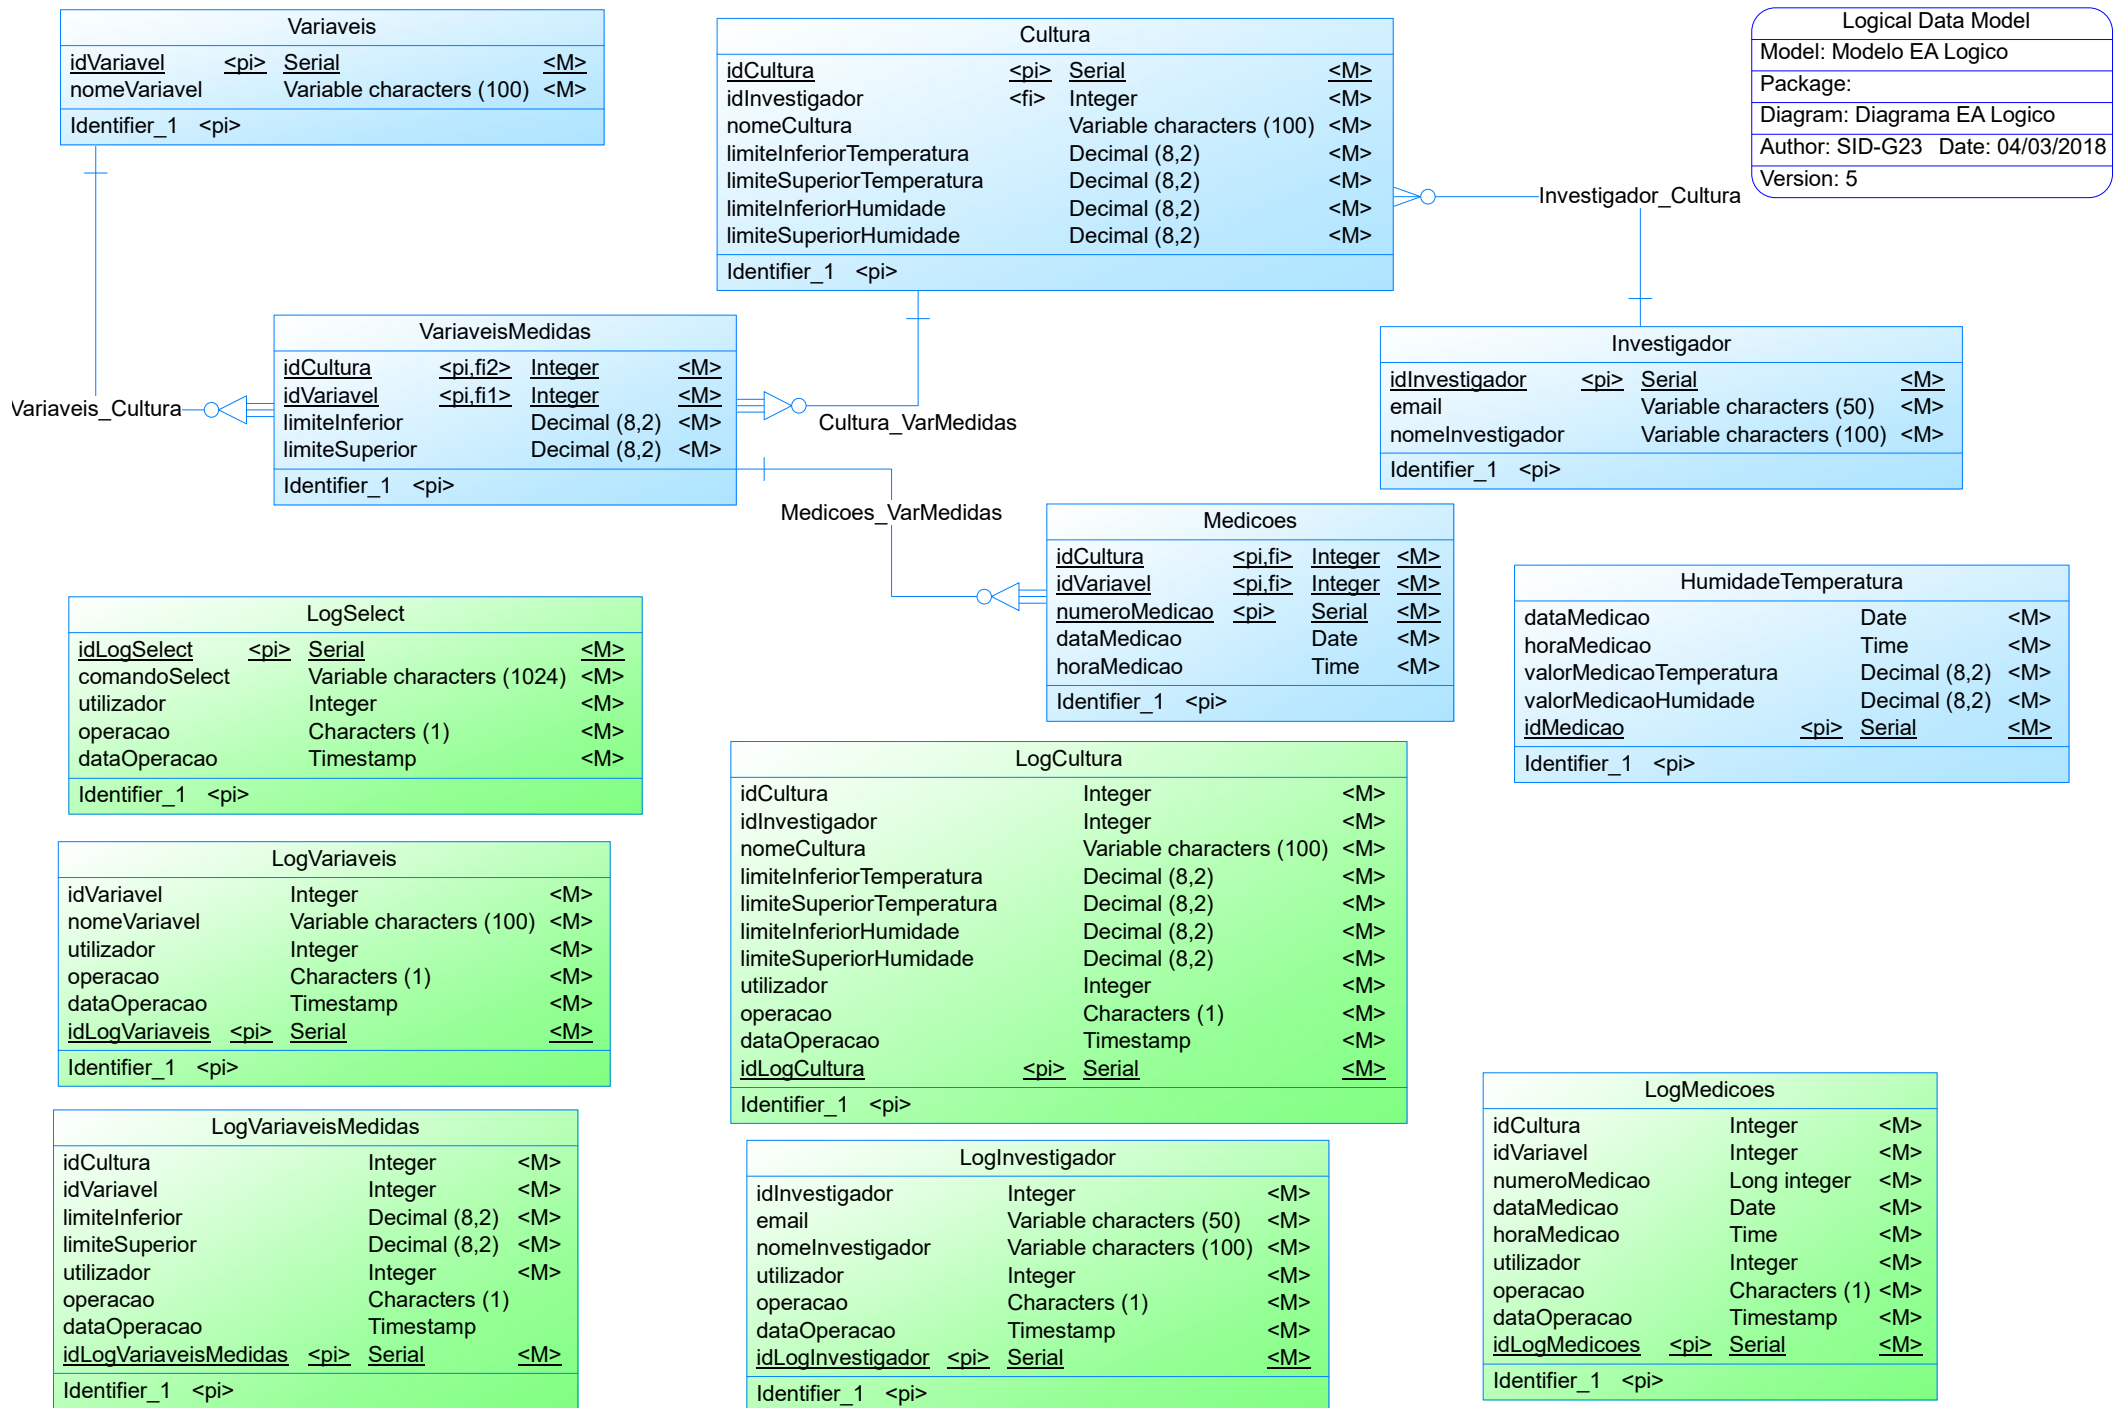 Variaveis
idVariavel <pi> Serial <M>
nomeVariavel Variable characters (100) <M>
Identifier_1 <pi>
Cultura
idCultura <pi> Serial <M>
idInvestigador <fi> Integer <M>
nomeCultura Variable characters (100) <M>
limiteInferiorTemperatura Decimal (8,2) <M>
limiteSuperiorTemperatura Decimal (8,2) <M>
limiteInferiorHumidade Decimal (8,2) <M>
limiteSuperiorHumidade Decimal (8,2) <M>
Identifier_1 <pi>
Logical Data Model
Model: Modelo EA Logico
Package:
Diagram: Diagrama EA Logico
Author: SID-G23 Date: 04/03/2018
Version: 5
Investigador_Cultura
VariaveisMedidas
idCultura <pi,fi2> Integer <M>
idVariavel <pi,fi1> Integer <M>
limiteInferior Decimal (8,2) <M>
limiteSuperior Decimal (8,2) <M>
Identifier_1 <pi>
Variaveis_Cultura
Cultura_VarMedidas
Investigador
idInvestigador <pi> Serial <M>
email Variable characters (50) <M>
nomeInvestigador Variable characters (100) <M>
Identifier_1 <pi>
Medicoes_VarMedidas
Medicoes
idCultura <pi,fi> Integer <M>
idVariavel <pi,fi> Integer <M>
numeroMedicao <pi> Serial <M>
dataMedicao Date <M>
horaMedicao Time <M>
Identifier_1 <pi>
HumidadeTemperatura
dataMedicao Date <M>
horaMedicao Time <M>
valorMedicaoTemperatura Decimal (8,2) <M>
valorMedicaoHumidade Decimal (8,2) <M>
idMedicao <pi> Serial <M>
Identifier_1 <pi>
LogSelect
idLogSelect <pi> Serial <M>
comandoSelect Variable characters (1024) <M>
utilizador Integer <M>
operacao Characters (1) <M>
dataOperacao Timestamp <M>
Identifier_1 <pi>
LogVariaveis
idVariavel Integer <M>
nomeVariavel Variable characters (100) <M>
utilizador Integer <M>
operacao Characters (1) <M>
dataOperacao Timestamp <M>
idLogVariaveis <pi> Serial <M>
Identifier_1 <pi>
LogCultura
idCultura Integer <M>
idInvestigador Integer <M>
nomeCultura Variable characters (100) <M>
limiteInferiorTemperatura Decimal (8,2) <M>
limiteSuperiorTemperatura Decimal (8,2) <M>
limiteInferiorHumidade Decimal (8,2) <M>
limiteSuperiorHumidade Decimal (8,2) <M>
utilizador Integer <M>
operacao Characters (1) <M>
dataOperacao Timestamp <M>
idLogCultura <pi> Serial <M>
Identifier_1 <pi>
LogVariaveisMedidas
idCultura Integer <M>
idVariavel Integer <M>
limiteInferior Decimal (8,2) <M>
limiteSuperior Decimal (8,2) <M>
utilizador Integer <M>
operacao Characters (1)
dataOperacao Timestamp
idLogVariaveisMedidas <pi> Serial <M>
Identifier_1 <pi>
LogInvestigador
idInvestigador Integer <M>
email Variable characters (50) <M>
nomeInvestigador Variable characters (100) <M>
utilizador Integer <M>
operacao Characters (1) <M>
dataOperacao Timestamp <M>
idLogInvestigador <pi> Serial <M>
Identifier_1 <pi>
LogMedicoes
idCultura Integer <M>
idVariavel Integer <M>
numeroMedicao Long integer <M>
dataMedicao Date <M>
horaMedicao Time <M>
utilizador Integer <M>
operacao Characters (1) <M>
dataOperacao Timestamp <M>
idLogMedicoes <pi> Serial <M>
Identifier_1 <pi>